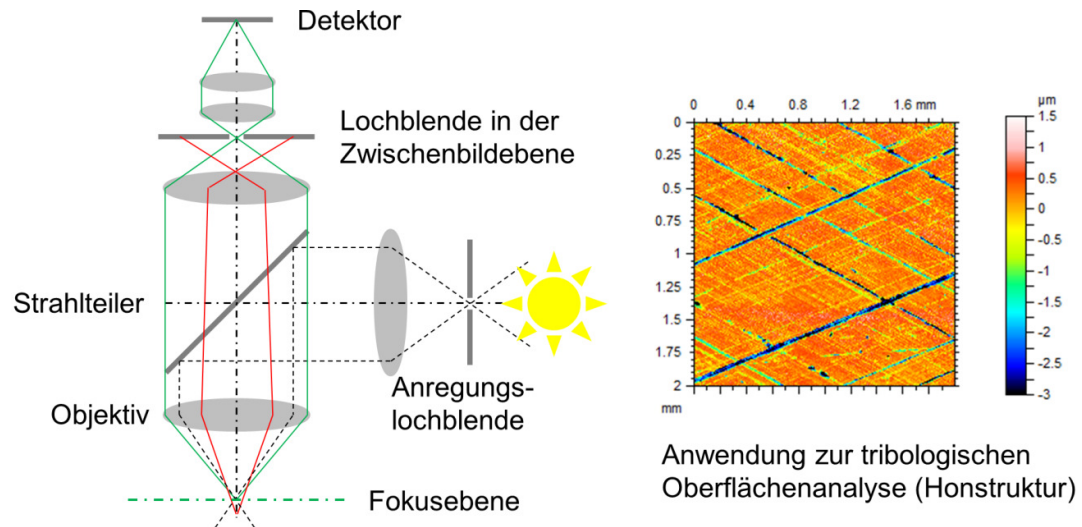 Detektor
Lochblende in der
Zwischenbildebene
Strahlteiler
Anregungs-
lochblende
Objektiv
Fokusebene
0 0.4 0.8 1.2 1.6 mm
0
0.25
0.5
0.75
1
1.25
1.5
1.75
2
mm
µm
1.5
1
0.5
0
-0.5
-1
-1.5
-2
-2.5
-3
Anwendung zur tribologischen
Oberflächenanalyse (Honstruktur)